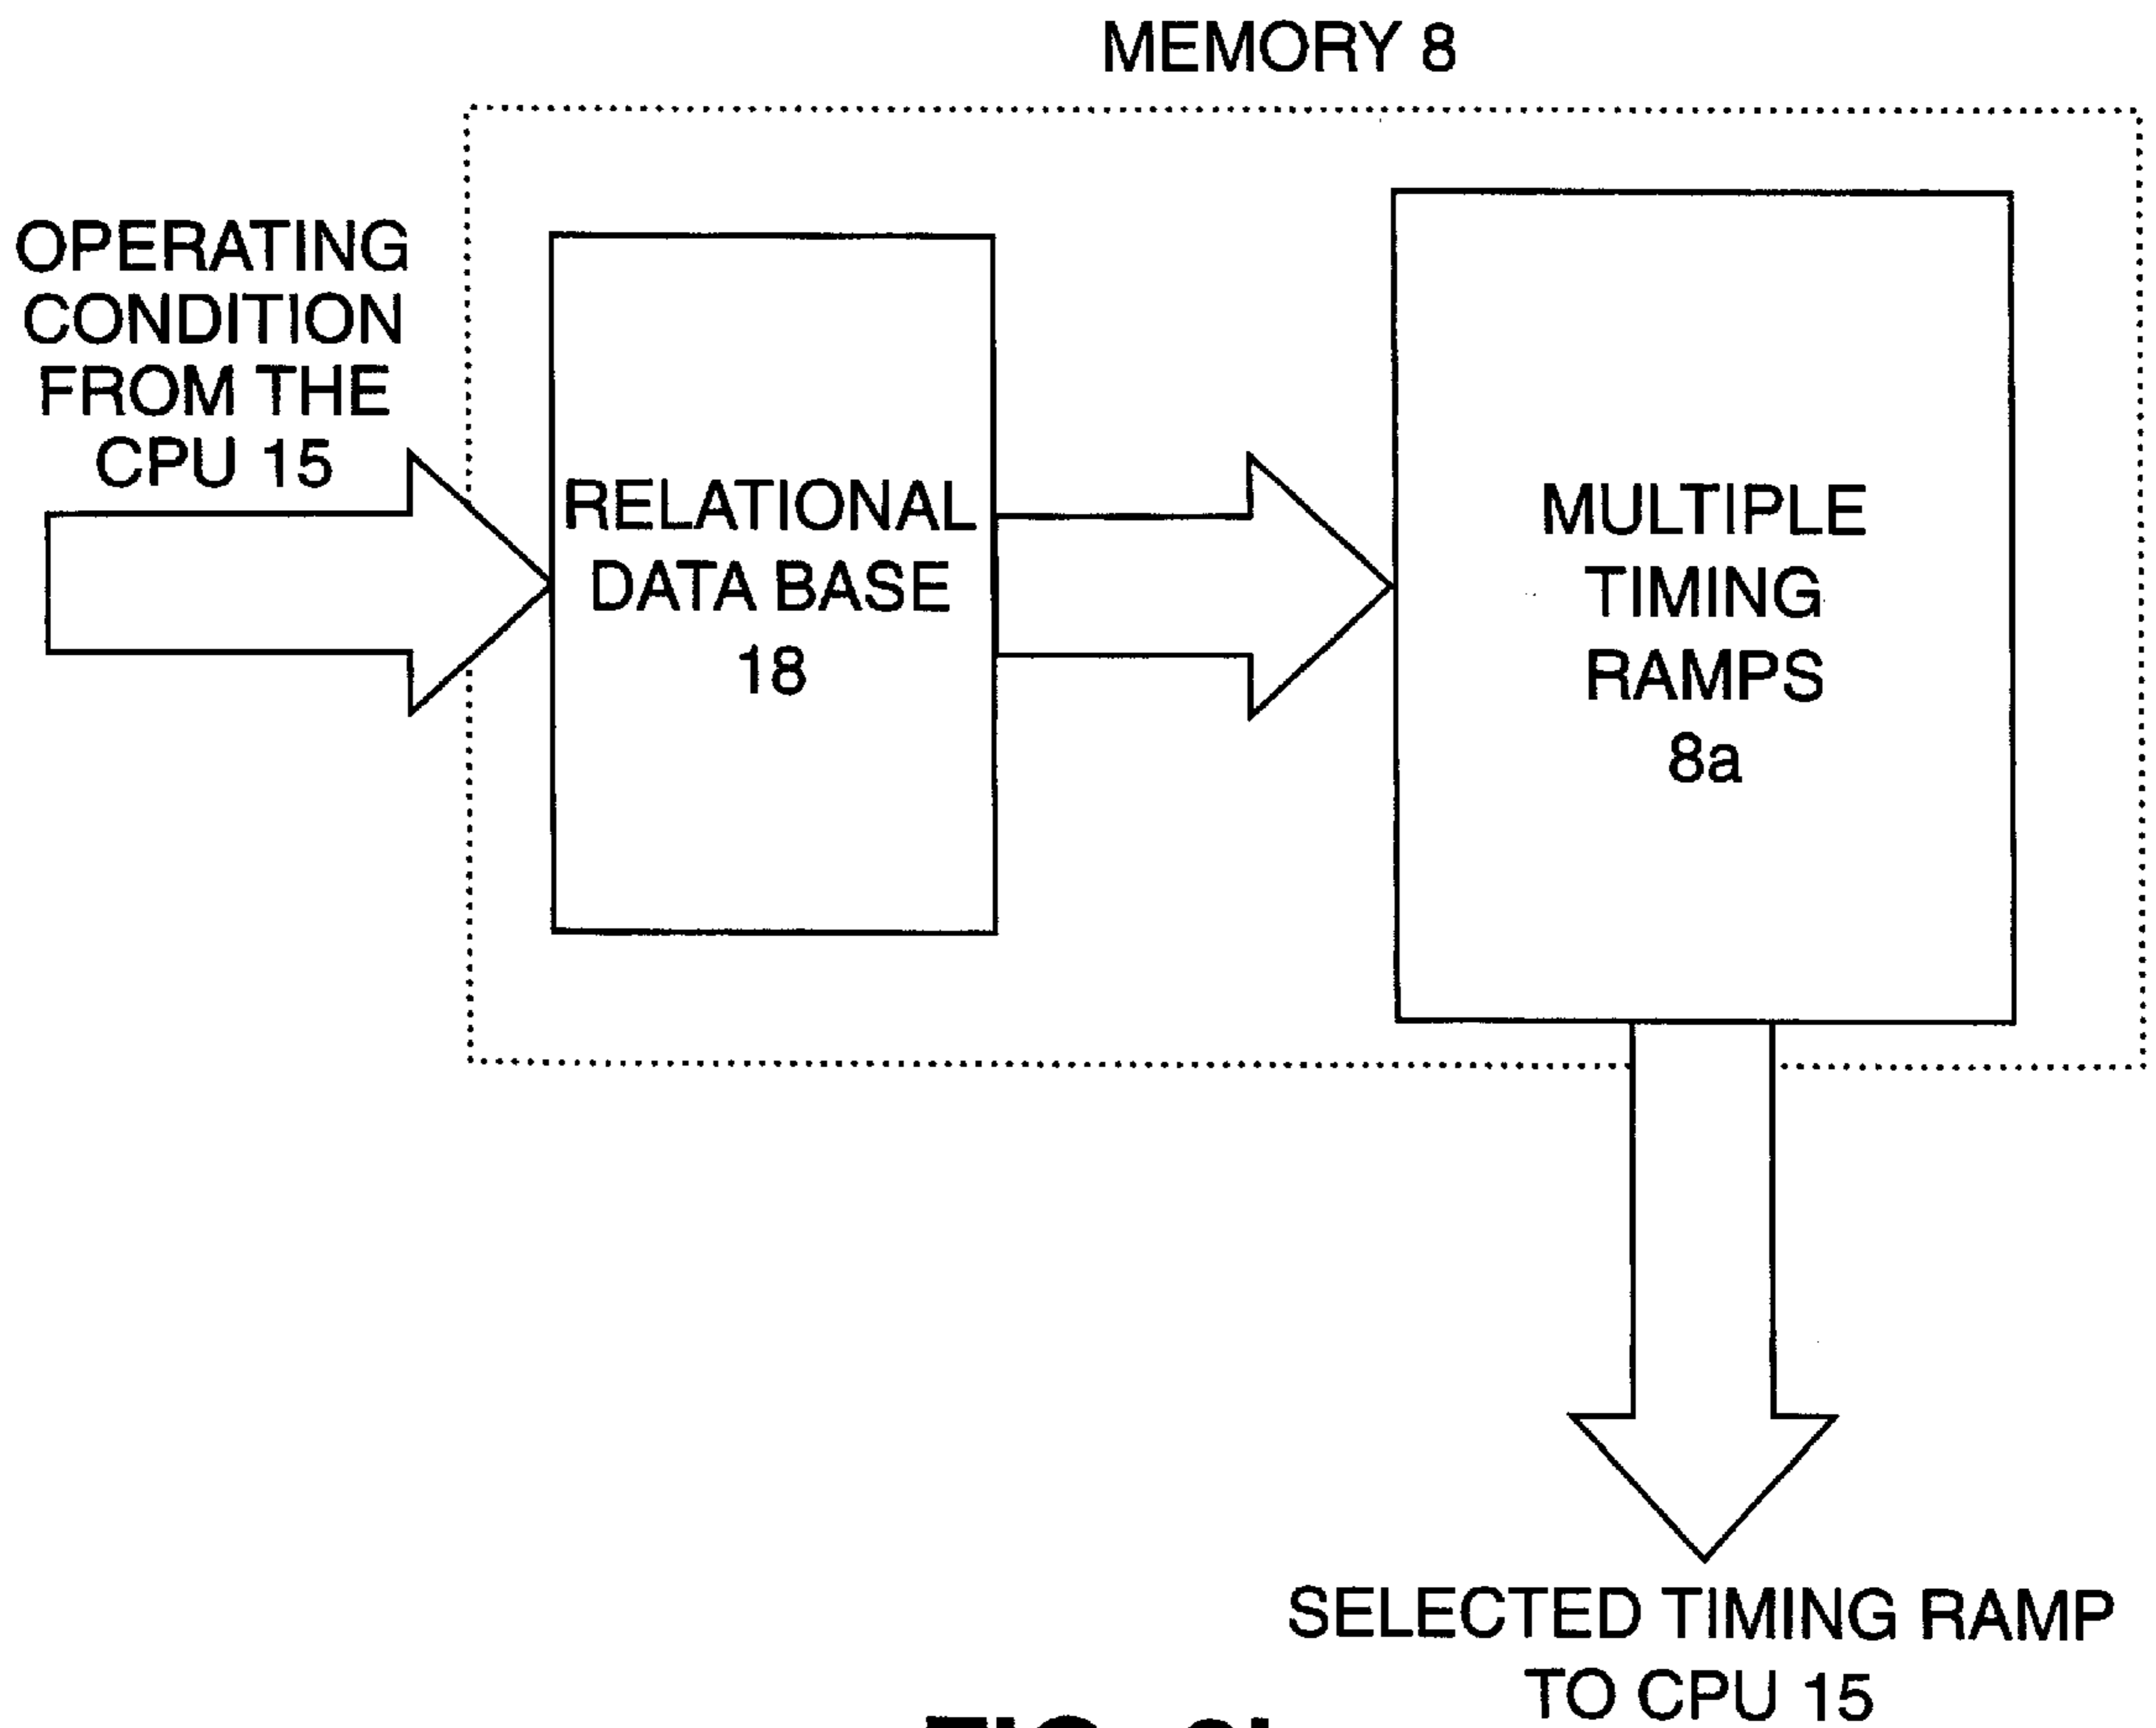 MEMORY 8
OPERATING
CONDITION
FROM THE
CPU 15
RELATIONAL
DATA BASE
18
MULTIPLE
TIMING
RAMPS
8a
SELECTED TIMING RAMP
TO CPU 15